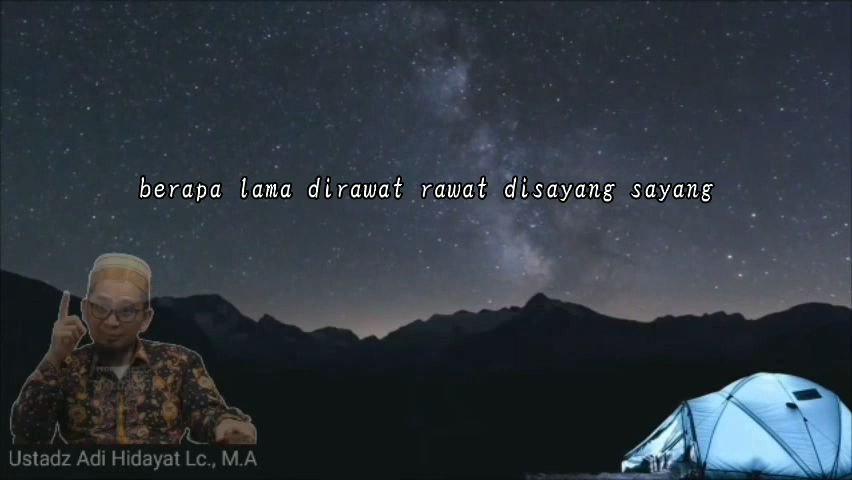 berapa lama dirawat rawat disayang sayang
Ustadz Adi Hidayat Lc., M.A